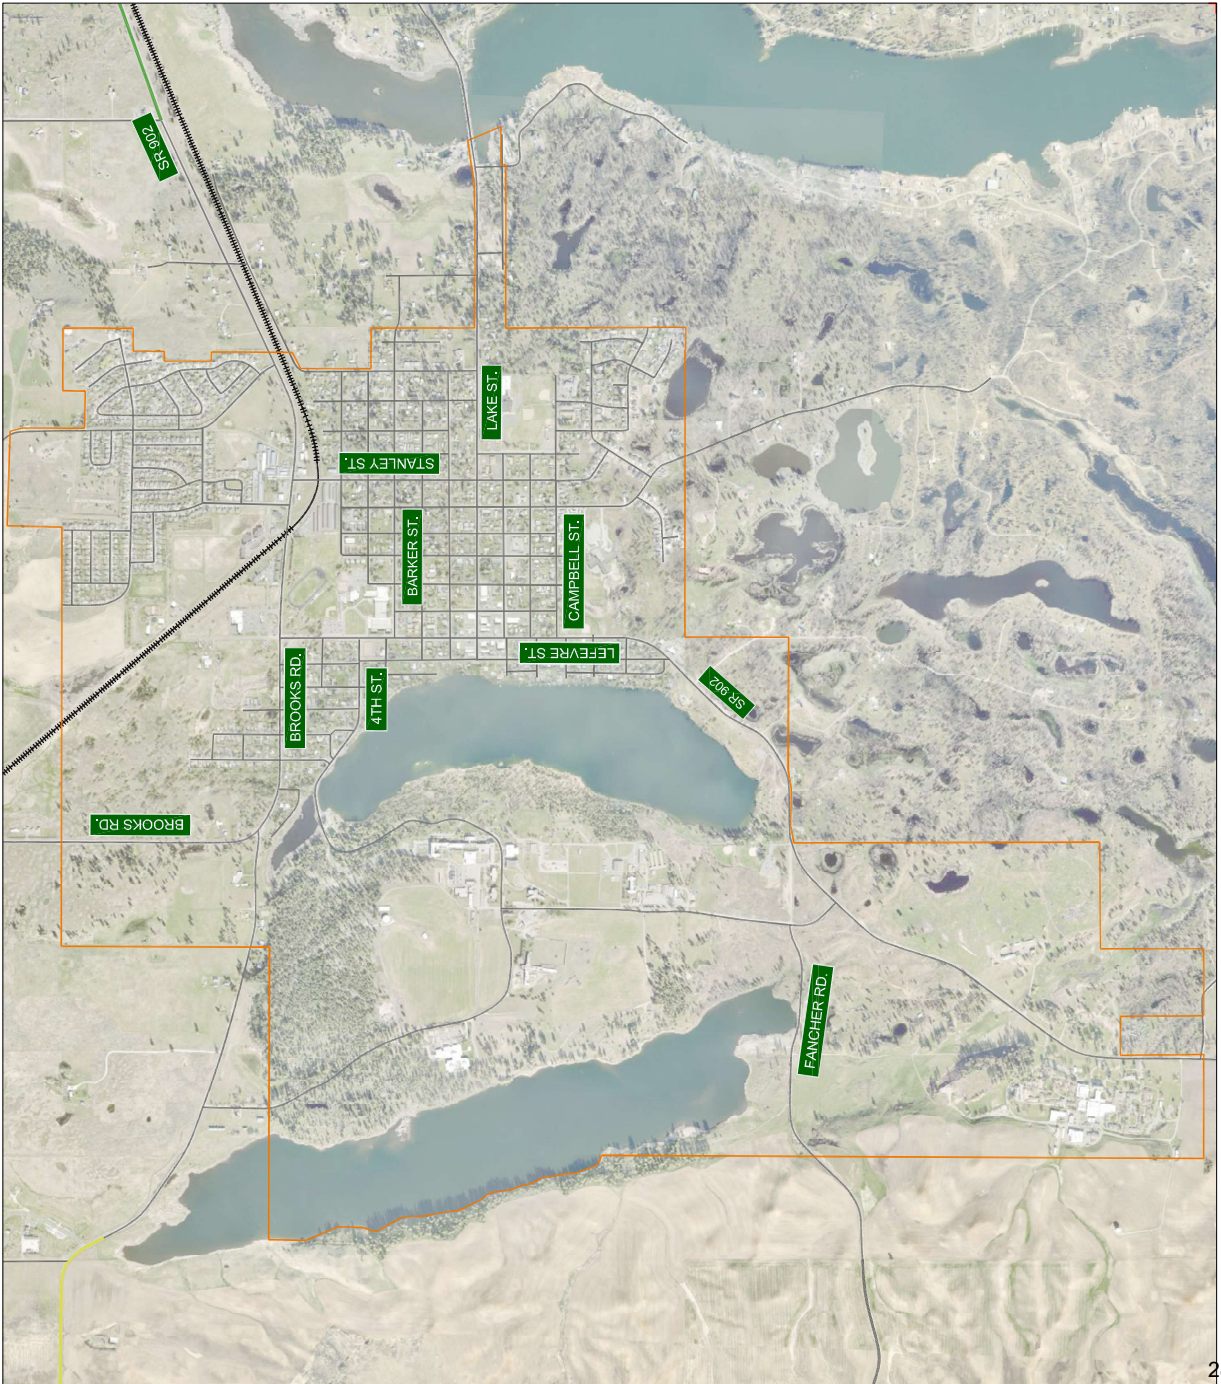 SR 902
LAKE ST.
STANLEY ST.
BARKER ST.
CAMPBELL ST.
LEFEVRE ST.
BROOKS RD.
4TH ST.
SR 902
BROOKS RD.
FANCHER RD.
2